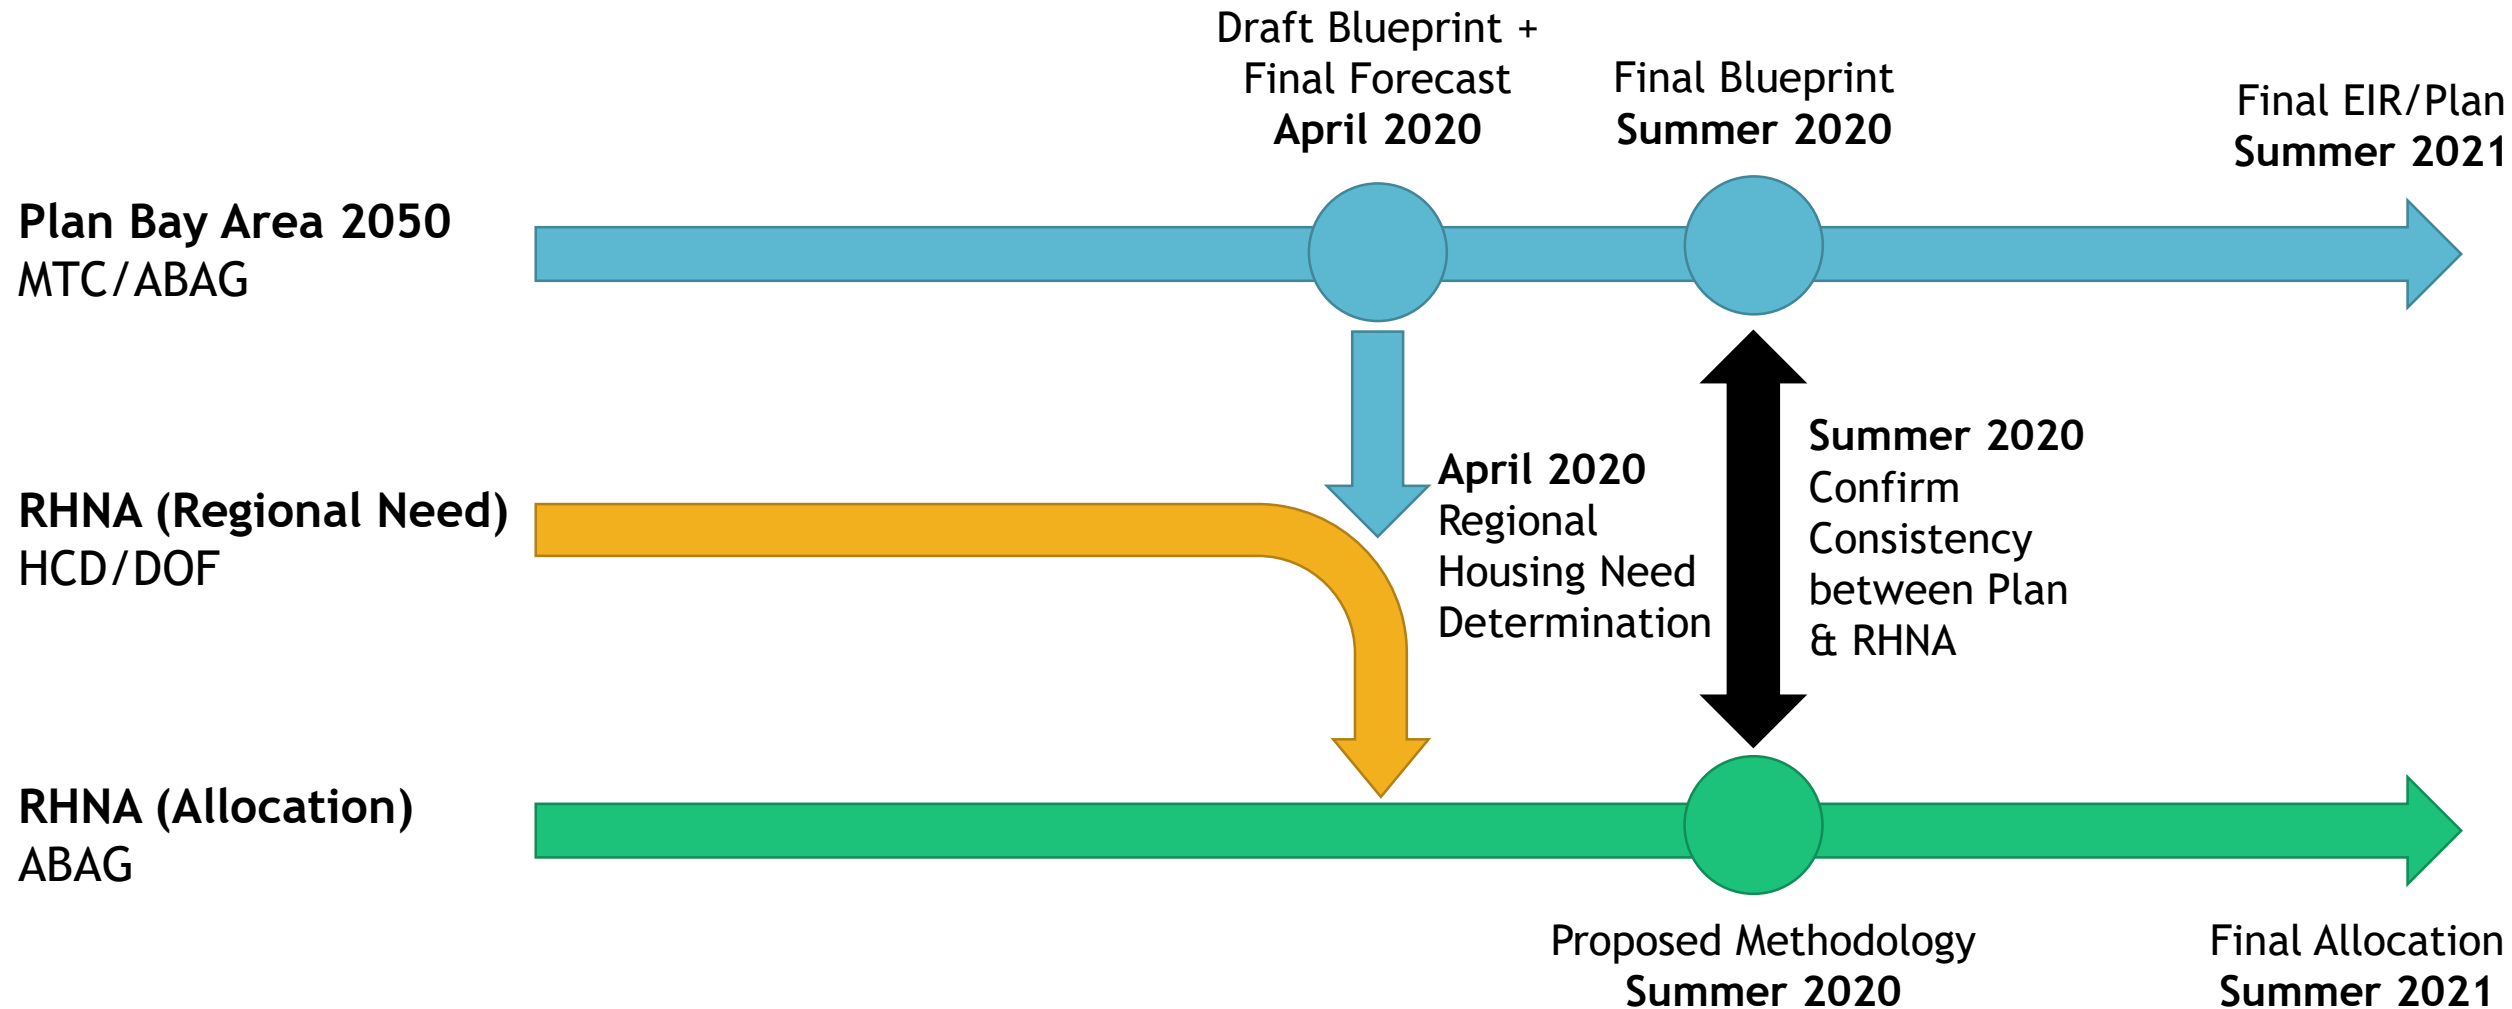 Draft Blueprint +
Final Forecast
April 2020
Final Blueprint
Summer 2020
Final EIR/Plan
Summer 2021
Plan Bay Area 2050
MTC/ABAG
RHNA (Regional Need)
HCD/DOF
April 2020
Regional
Housing Need
Determination
Summer 2020
Confirm
Consistency
between Plan
& RHNA
RHNA (Allocation)
ABAG
Proposed Methodology
Summer 2020
Final Allocation
Summer 2021